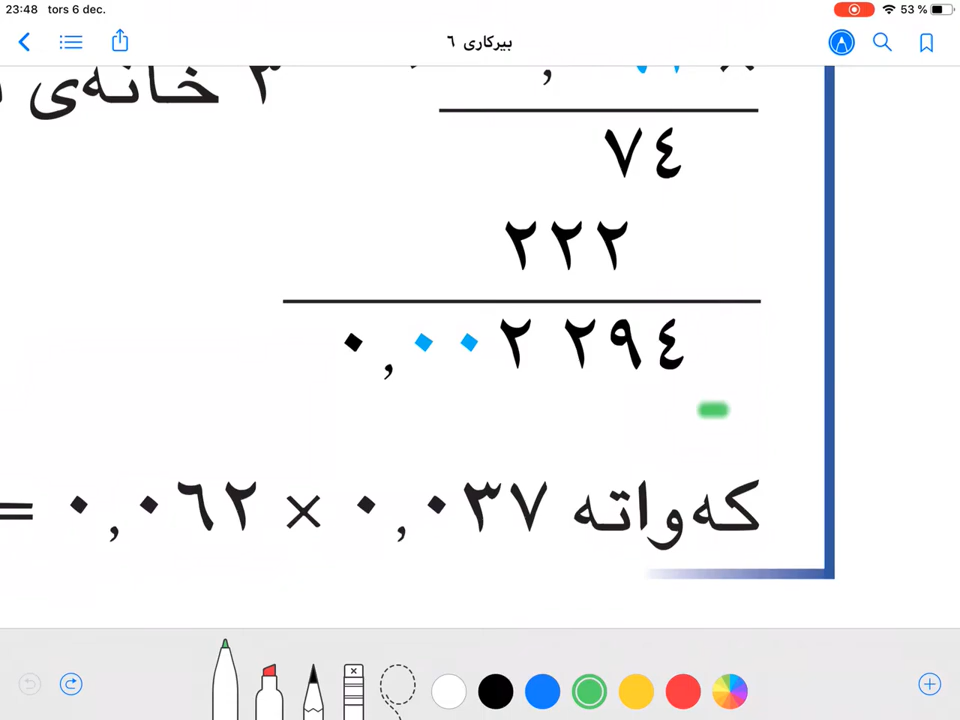 23:48 tors 6 dec.
53 %
بیرکاری ٦
٣ خانەی
٧٤
٢٢٢
٠,٠٠٢٢٩٤
کەواتە ٠,٠٣٧ × ٠,٠٦٢ =